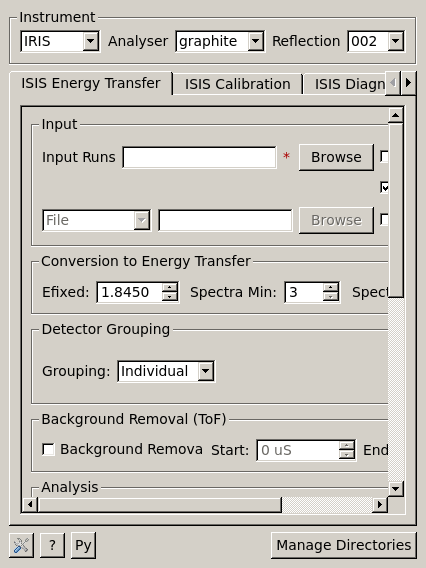 Instrument
IRIS Analyser graphite Reflection 002
ISIS Energy Transfer ISIS Calibration ISIS Diagn
Input
Input Runs * Browse
File Browse
Conversion to Energy Transfer
Efixed: 1.8450 Spectra Min: 3 Spect
Detector Grouping
Grouping: Individual
Background Removal (ToF)
Background Remova Start: 0 uS End
Analysis
? Py Manage Directories